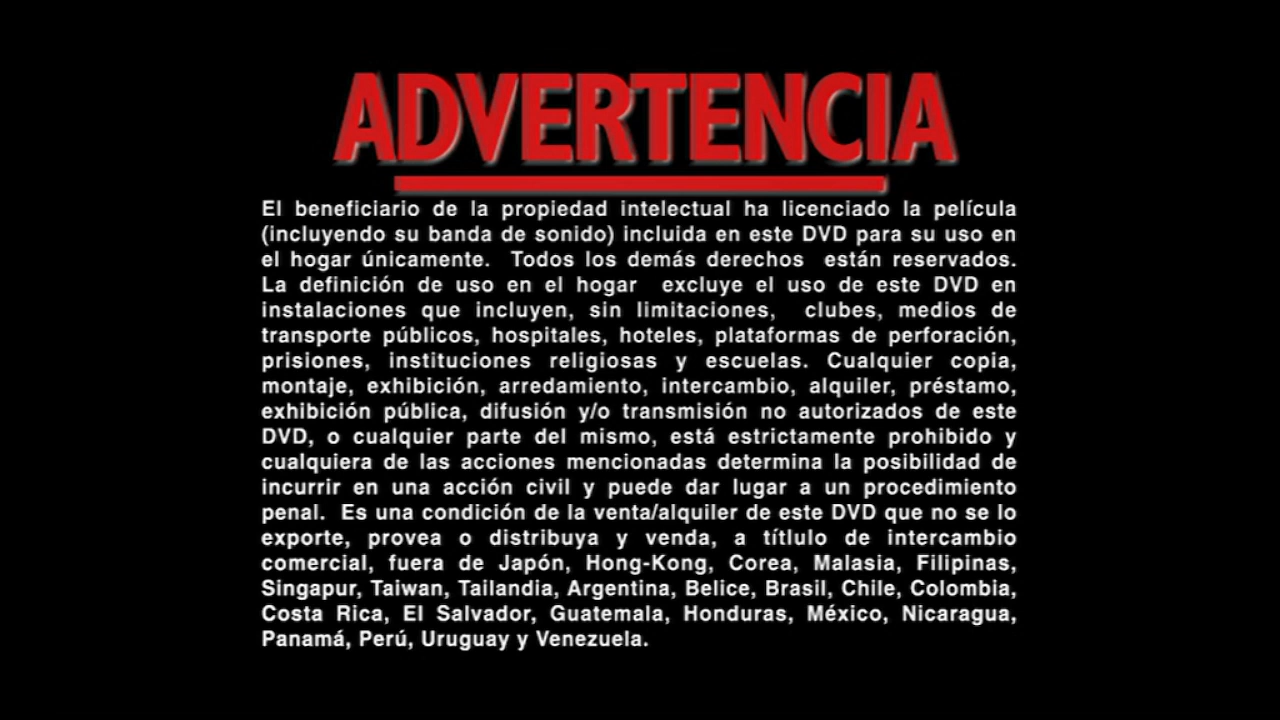 ADVERTENCIA
El beneficiario de la propiedad intelectual ha licenciado la película
(incluyendo su banda de sonido) incluida en este DVD para su uso en
el hogar únicamente. Todos los demás derechos están reservados.
La definición de uso en el hogar excluye el uso de este DVD en
instalaciones que incluyen, sin limitaciones, clubes, medios de
transporte públicos, hospitales, hoteles, plataformas de perforación,
prisiones, instituciones religiosas y escuelas. Cualquier copia,
montaje, exhibición, arredamiento, intercambio, alquiler, préstamo,
exhibición pública, difusión y/o transmisión no autorizados de este
DVD, o cualquier parte del mismo, está estrictamente prohibido y
cualquiera de las acciones mencionadas determina la posibilidad de
incurrir en una acción civil y puede dar lugar a un procedimiento
penal. Es una condición de la venta/alquiler de este DVD que no se lo
exporte, provea o distribuya y venda, a títlulo de intercambio
comercial, fuera de Japón, Hong-Kong, Corea, Malasia, Filipinas,
Singapur, Taiwan, Tailandia, Argentina, Belice, Brasil, Chile, Colombia,
Costa Rica, El Salvador, Guatemala, Honduras, México, Nicaragua,
Panamá, Perú, Uruguay y Venezuela.